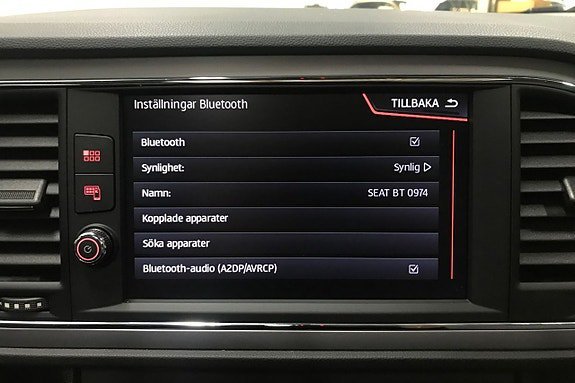 Inställningar Bluetooth
TILLBAKA
Bluetooth
Synlighet: Synlig
Namn: SEAT BT 0974
Kopplade apparater
Söka apparater
Bluetooth-audio (A2DP/AVRCP)